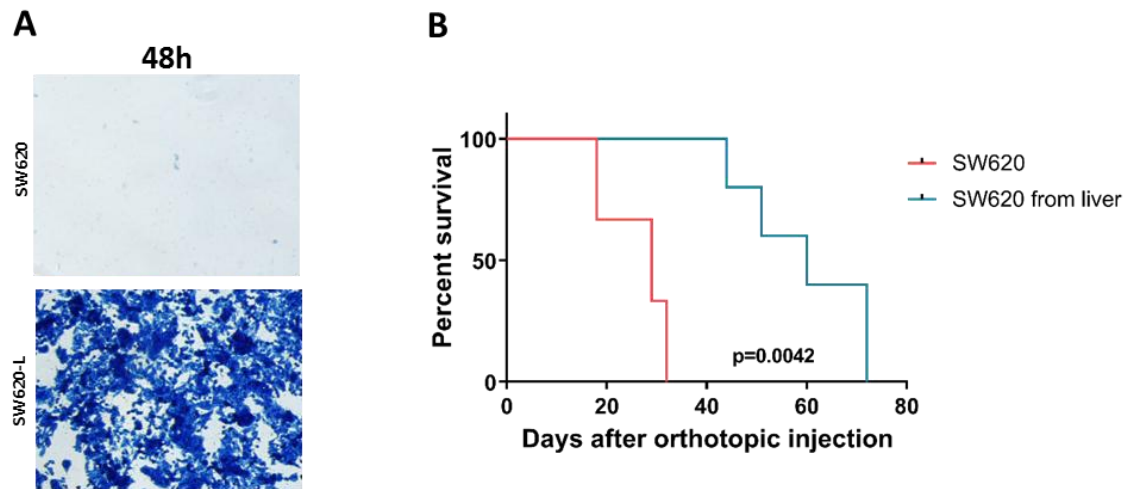 A
48h
SW620
SW620-L
B
Percent survival
100
50
0
0 20 40 60 80
p=0.0042
Days after orthotopic injection
SW620
SW620 from liver